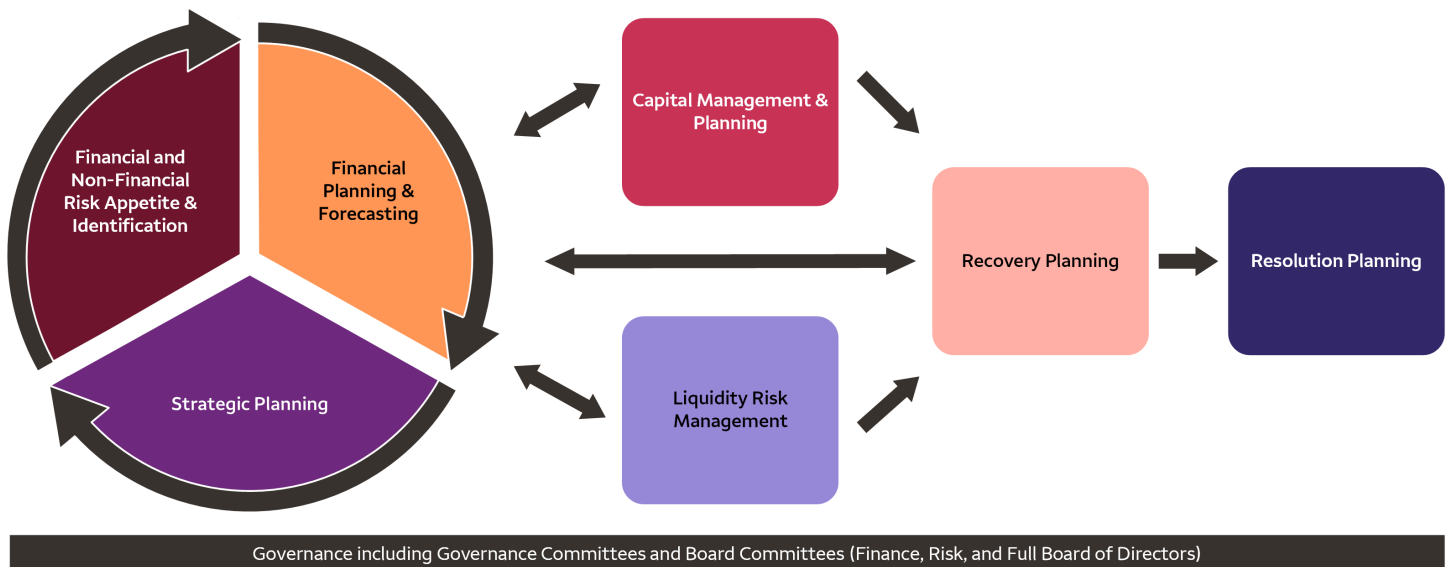 Financial and
Non-Financial
Risk Appetite &
Identification
Financial
Planning &
Forecasting
Strategic Planning
Capital Management &
Planning
Liquidity Risk
Management
Recovery Planning
Resolution Planning
Governance including Governance Committees and Board Committees (Finance, Risk, and Full Board of Directors)